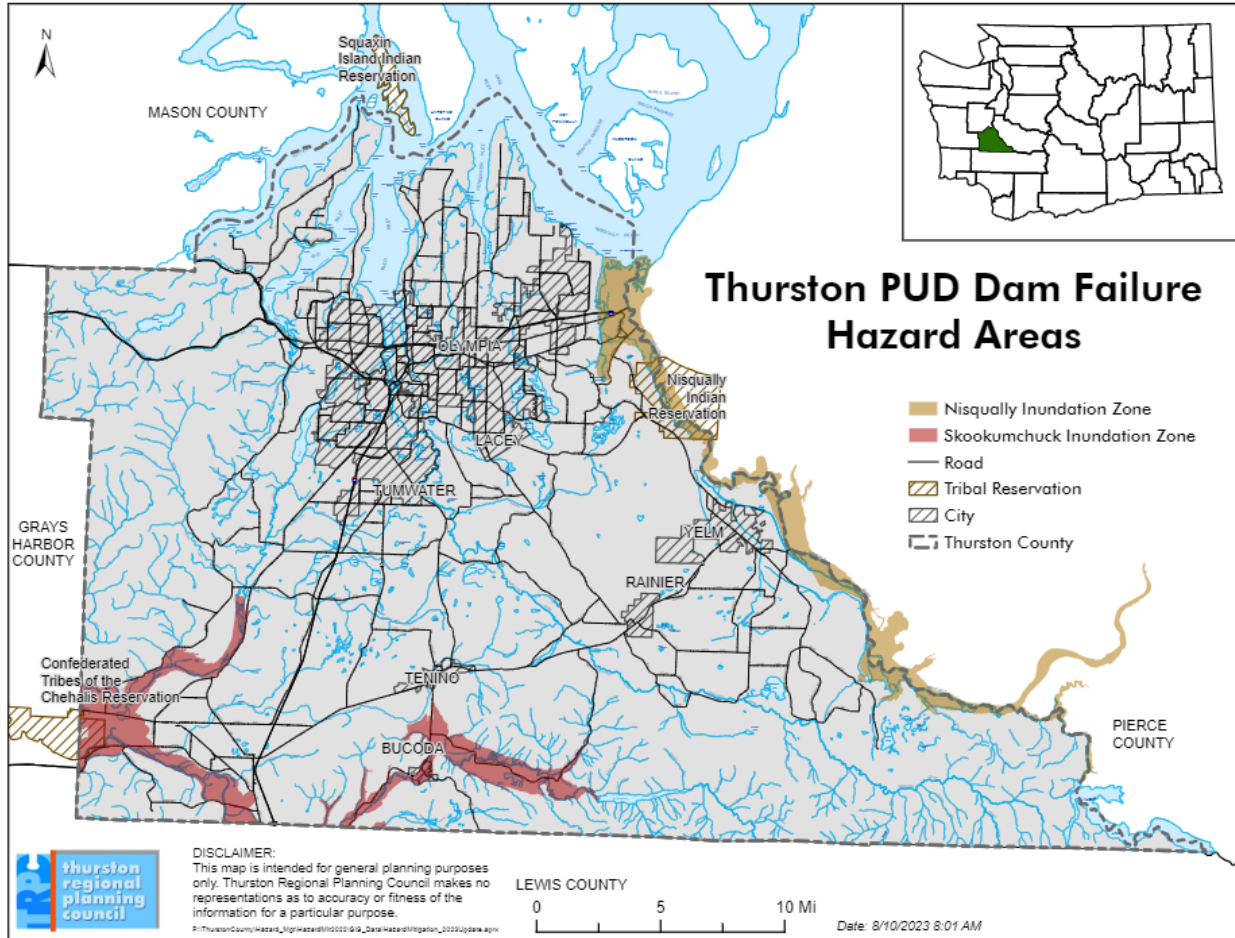 N
Squaxin
Island Indian
Reservation
MASON COUNTY
Thurston PUD Dam Failure
Hazard Areas
OLYMPIA
Nisqually
Indian
Reservation
LACEY
TUMWATER
Nisqually Inundation Zone
Skookumchuck Inundation Zone
Road
Tribal Reservation
City
Thurston County
GRAYS
HARBOR
COUNTY
YELM
RAINIER
Confederated
Tribes of the
Chehalis Reservation
TENINO
BUCODA
PIERCE
COUNTY
TRPC
thurston
regional
planning
council
DISCLAIMER:
This map is intended for general planning purposes
only. Thurston Regional Planning Council makes no
representations as to accuracy or fitness of the
information for a particular purpose.
LEWIS COUNTY
0 5 10 Mi
Date: 8/10/2023 8:01 AM